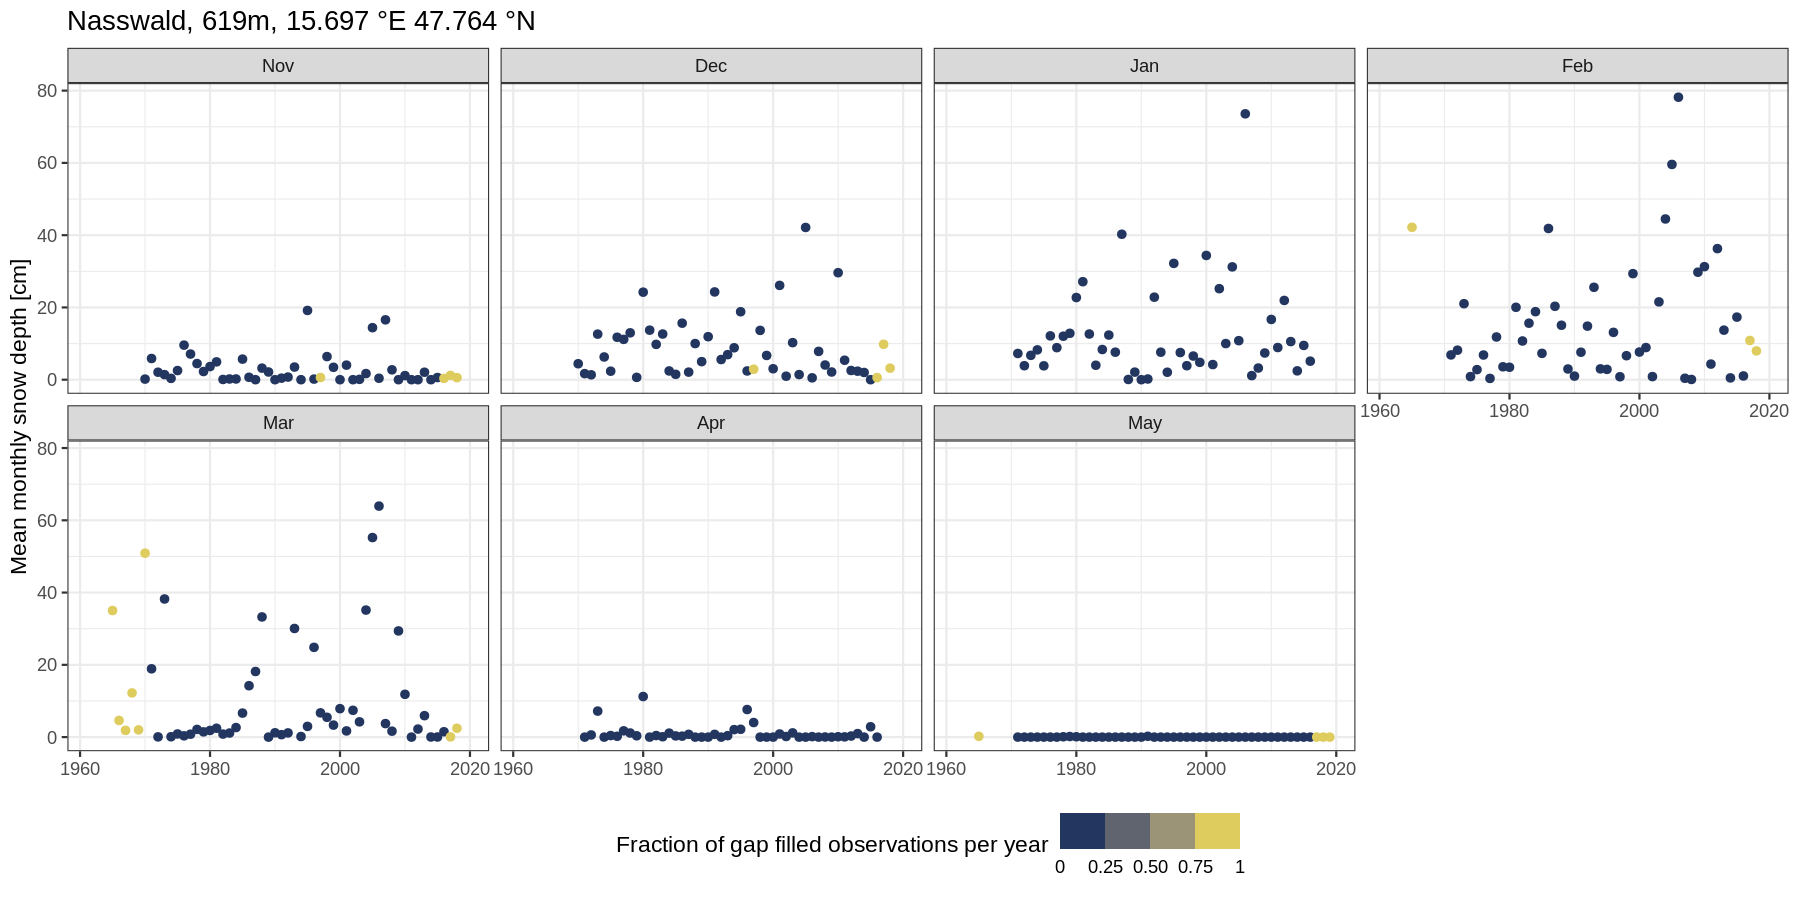 Nasswald, 619m, 15.697 °E 47.764 °N
Nov Dec Jan Feb
80
60
40
20
0
1960 1980 2000 2020
Mean monthly snow depth [cm]
Mar Apr May
80
60
40
20
0
1960 1980 2000 2020 1960 1980 2000 2020 1960 1980 2000 2020
Fraction of gap filled observations per year
0 0.25 0.50 0.75 1